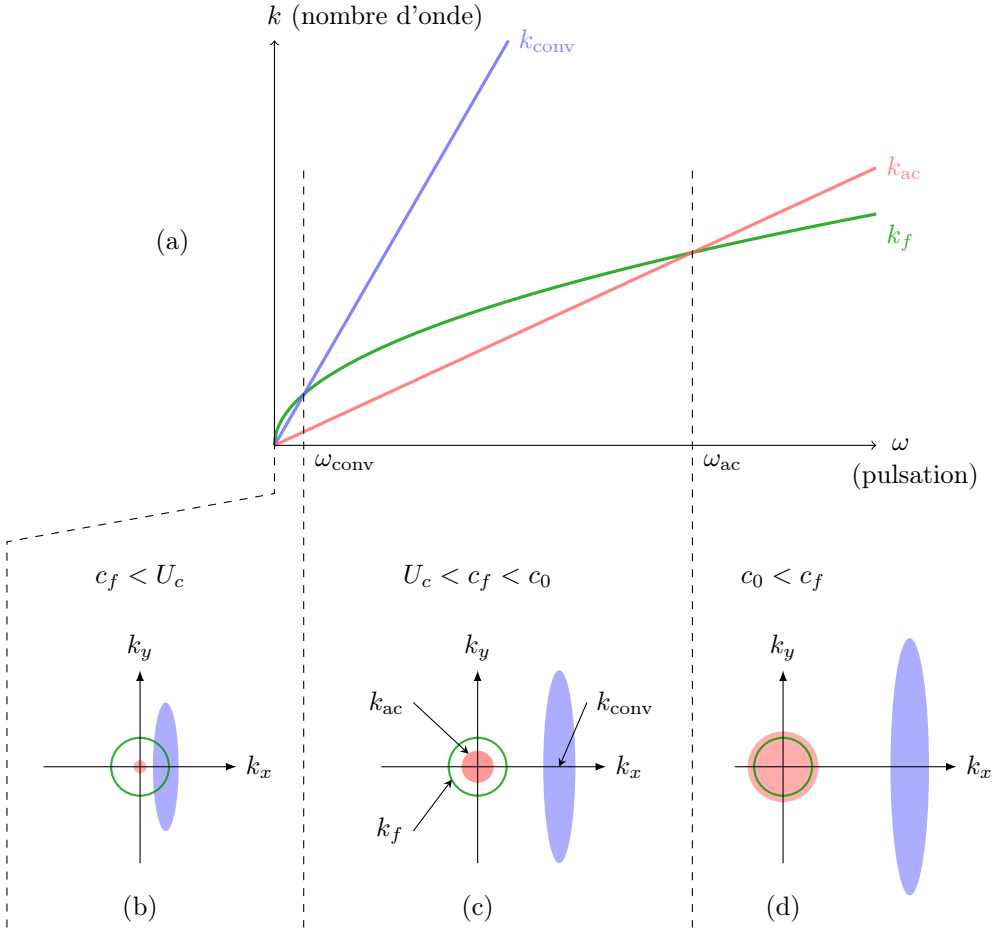 k (nombre d'onde)
k_conv
k_ac
k_f
(a)
ω_conv
ω_ac
ω
(pulsation)
c_f < U_c
U_c < c_f < c_0
c_0 < c_f
k_y
k_x
(b)
k_y
k_ac
k_conv
k_x
k_f
(c)
k_y
k_x
(d)